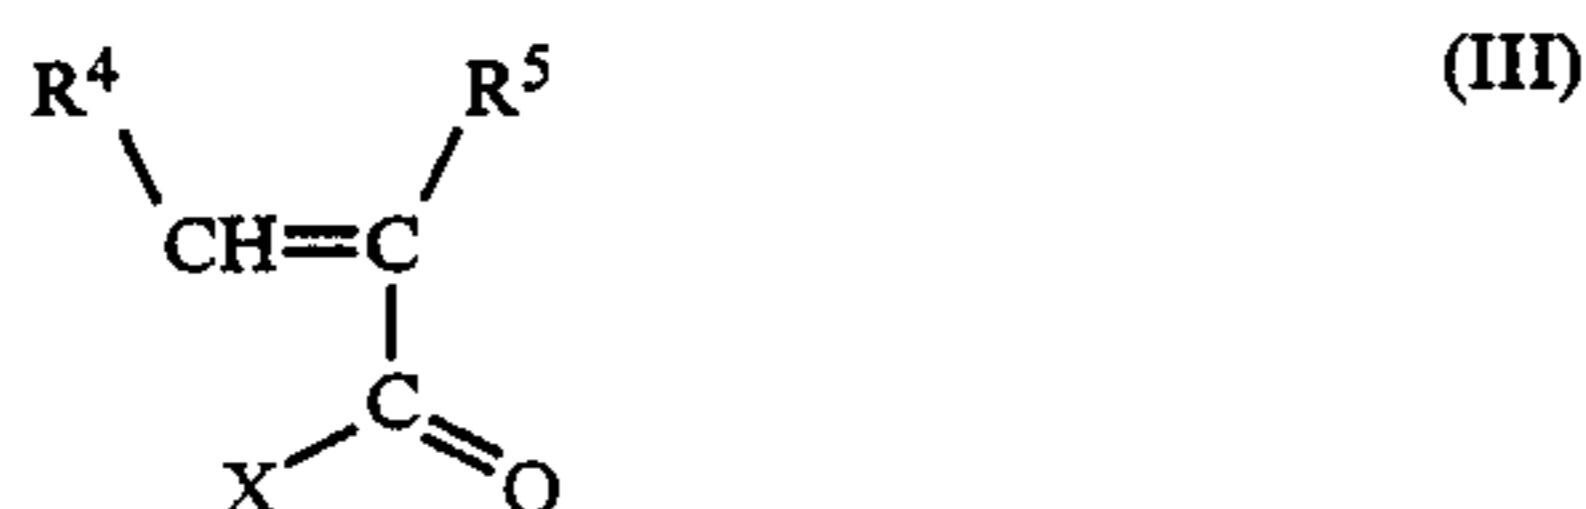 R⁴ R⁵ (III)
CH=C
C
X O